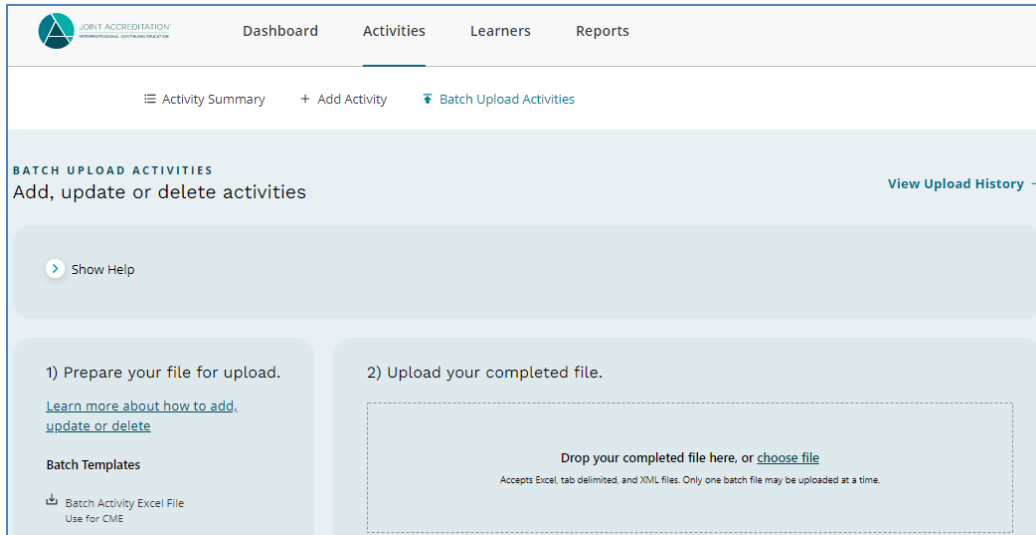 JOINT ACCREDITATION™
INTERPROFESSIONAL CONTINUING EDUCATION
Dashboard
Activities
Learners
Reports
Activity Summary
+ Add Activity
Batch Upload Activities
BATCH UPLOAD ACTIVITIES
Add, update or delete activities
View Upload History
Show Help
1) Prepare your file for upload.
Learn more about how to add,
update or delete
Batch Templates
Batch Activity Excel File
Use for CME
2) Upload your completed file.
Drop your completed file here, or choose file
Accepts Excel, tab delimited, and XML files. Only one batch file may be uploaded at a time.